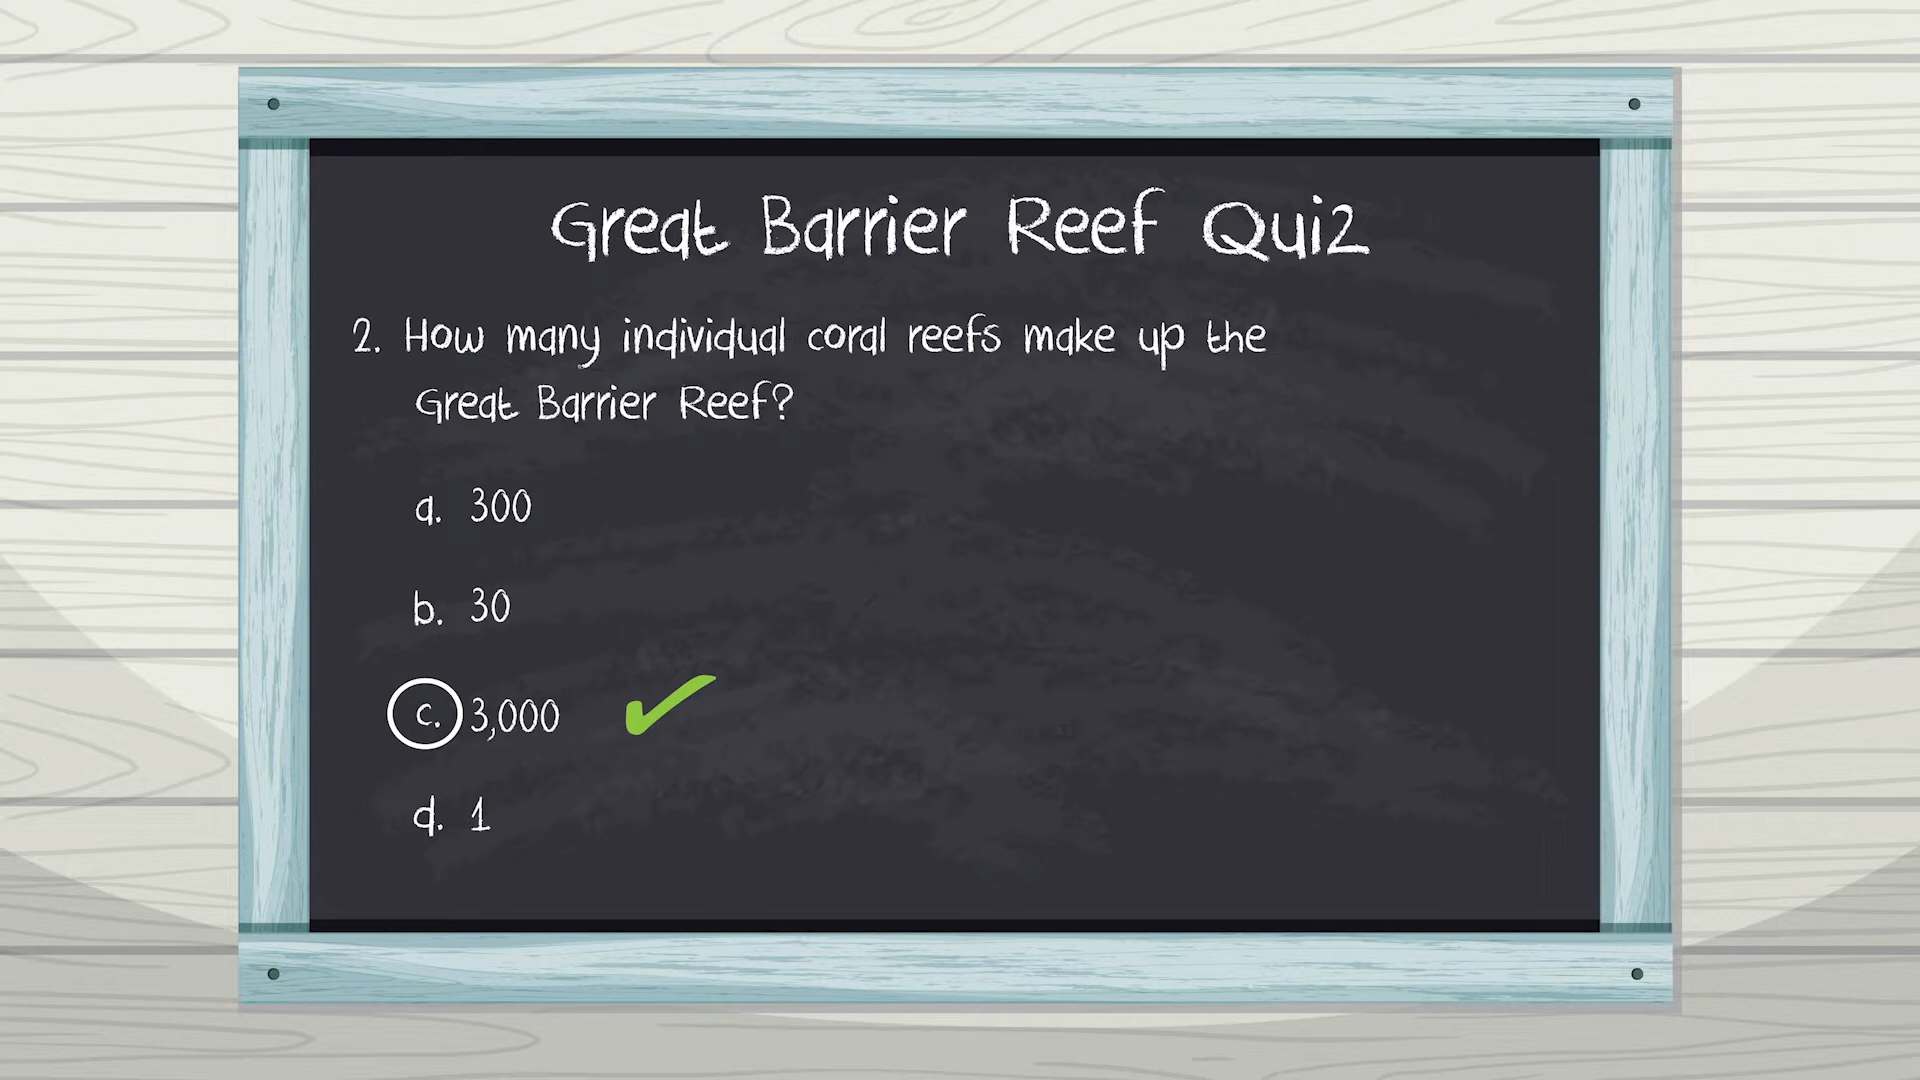 Great Barrier Reef Quiz
2. How many individual coral reefs make up the
Great Barrier Reef?
a. 300
b. 30
c. 3,000
d. 1